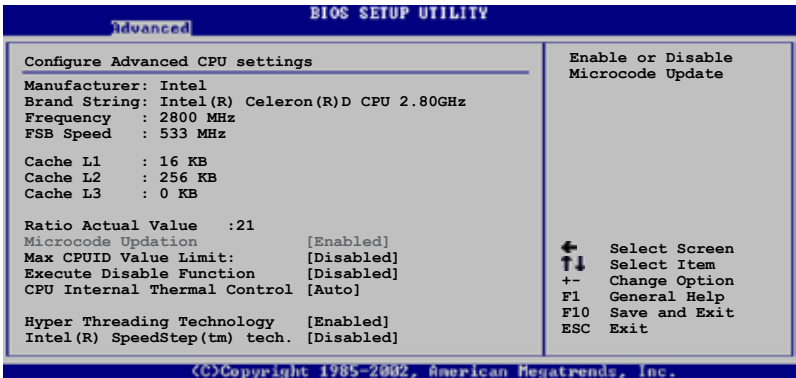 BIOS SETUP UTILITY
Advanced
Configure Advanced CPU settings
Manufacturer: Intel
Brand String: Intel(R) Celeron(R)D CPU 2.80GHz
Frequency : 2800 MHz
FSB Speed : 533 MHz
Cache L1 : 16 KB
Cache L2 : 256 KB
Cache L3 : 0 KB
Ratio Actual Value :21
Microcode Updation [Enabled]
Max CPUID Value Limit: [Disabled]
Execute Disable Function [Disabled]
CPU Internal Thermal Control [Auto]
Hyper Threading Technology [Enabled]
Intel(R) SpeedStep(tm) tech. [Disabled]
Enable or Disable
Microcode Update
← Select Screen
↑↓ Select Item
+- Change Option
F1 General Help
F10 Save and Exit
ESC Exit
(C)Copyright 1985-2002, American Megatrends, Inc.